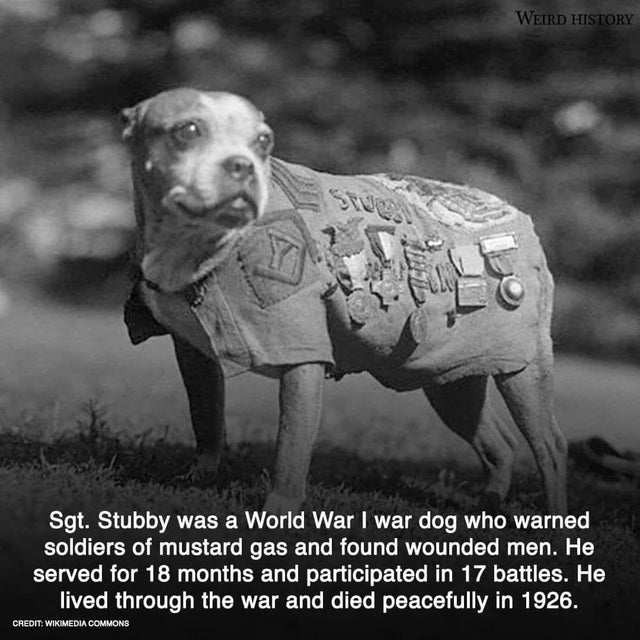 WEIRD HISTORY
STUBBY
Sgt. Stubby was a World War I war dog who warned
soldiers of mustard gas and found wounded men. He
served for 18 months and participated in 17 battles. He
lived through the war and died peacefully in 1926.
CREDIT: WIKIMEDIA COMMONS